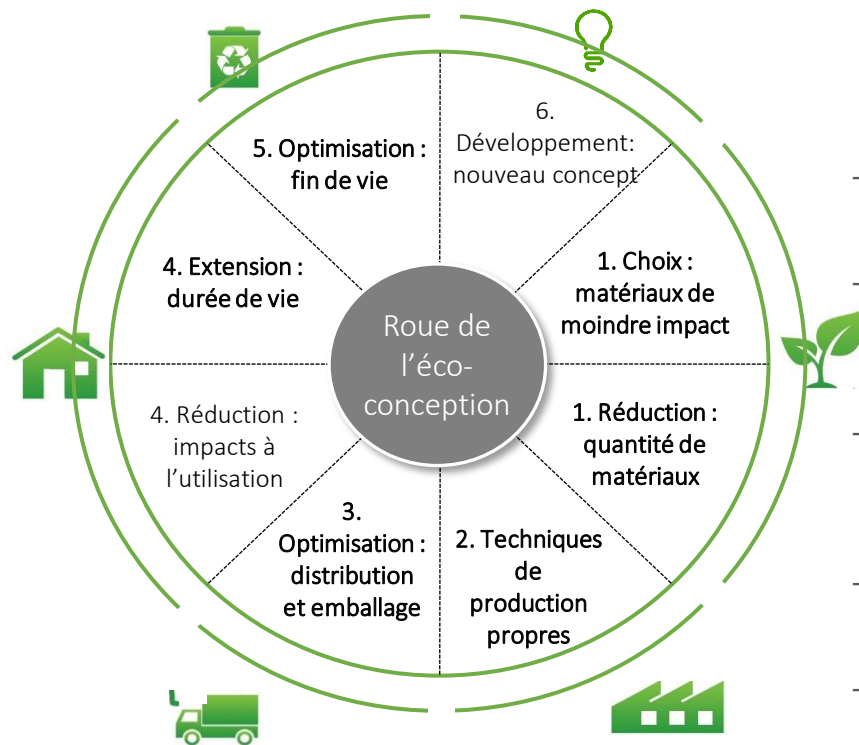 6.
Développement:
nouveau concept
5. Optimisation :
fin de vie
4. Extension :
durée de vie
1. Choix :
matériaux de
moindre impact
Roue de
l’éco-
conception
4. Réduction :
impacts à
l’utilisation
1. Réduction :
quantité de
matériaux
3.
Optimisation :
distribution
et emballage
2. Techniques
de
production
propres